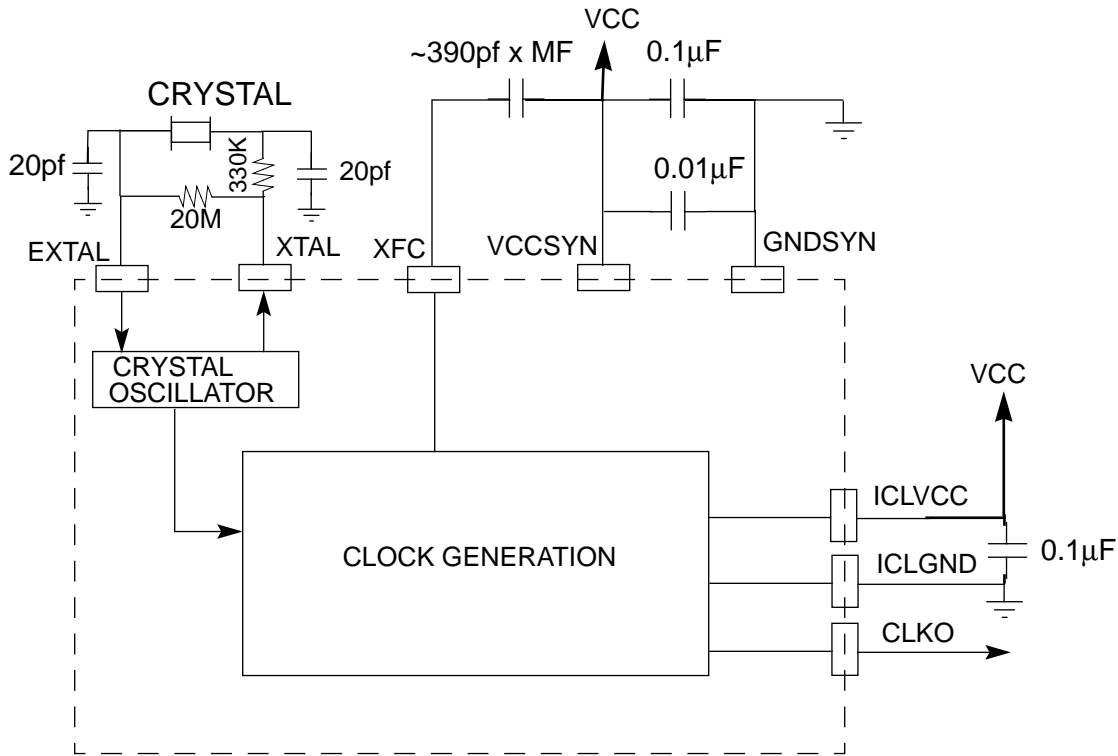 VCC
~390pf x MF
0.1µF
CRYSTAL
20pf
330K
20pf
0.01µF
20M
EXTAL
XTAL
XFC
VCCSYN
GNDSYN
CRYSTAL
OSCILLATOR
VCC
ICLVCC
CLOCK GENERATION
0.1µF
ICLGND
CLKO